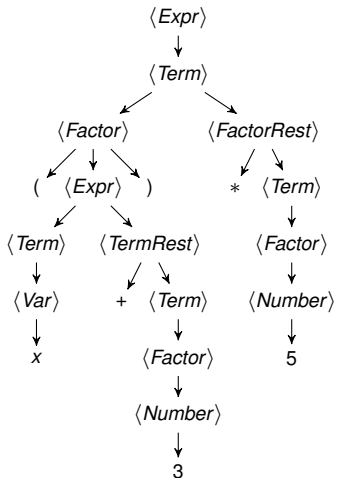 ⟨Expr⟩
⟨Term⟩
⟨Factor⟩ ⟨FactorRest⟩
( ⟨Expr⟩ ) * ⟨Term⟩
⟨Term⟩ ⟨TermRest⟩ ⟨Factor⟩
⟨Var⟩ + ⟨Term⟩ ⟨Number⟩
x ⟨Factor⟩ 5
⟨Number⟩
3